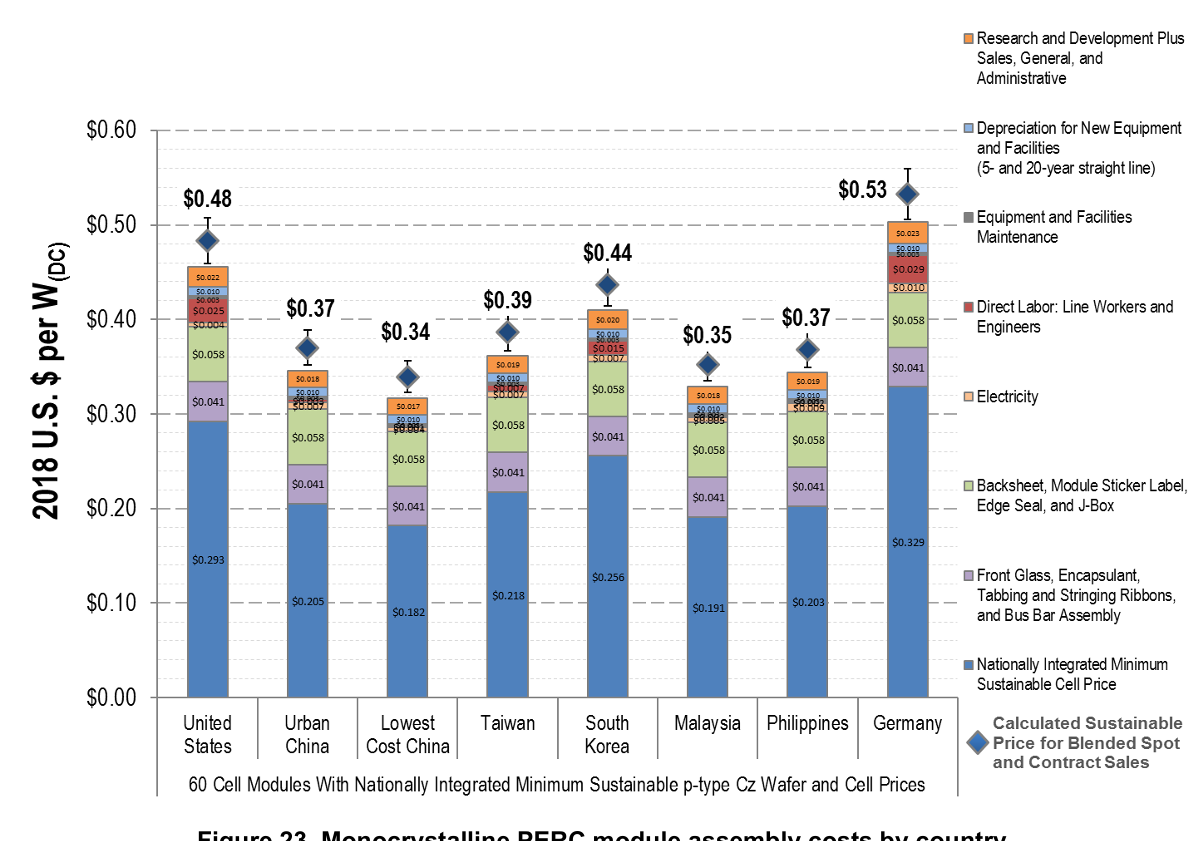 Research and Development Plus
Sales, General, and
Administrative
Depreciation for New Equipment
and Facilities
(5- and 20-year straight line)
Equipment and Facilities
Maintenance
Direct Labor: Line Workers and
Engineers
Electricity
Backsheet, Module Sticker Label,
Edge Seal, and J-Box
Front Glass, Encapsulant,
Tabbing and Stringing Ribbons,
and Bus Bar Assembly
Nationally Integrated Minimum
Sustainable Cell Price
Calculated Sustainable
Price for Blended Spot
and Contract Sales
2018 U.S. $ per W(DC)
$0.60
$0.50
$0.40
$0.30
$0.20
$0.10
$0.00
$0.48
$0.022
$0.010
$0.003
$0.025
$0.004
$0.058
$0.041
$0.293
$0.37
$0.018
$0.010
$0.007
$0.058
$0.041
$0.205
$0.34
$0.017
$0.010
$0.004
$0.058
$0.041
$0.182
$0.39
$0.019
$0.010
$0.007
$0.007
$0.058
$0.041
$0.218
$0.44
$0.020
$0.010
$0.015
$0.007
$0.058
$0.041
$0.256
$0.35
$0.018
$0.010
$0.005
$0.058
$0.041
$0.191
$0.37
$0.019
$0.010
$0.009
$0.058
$0.041
$0.203
$0.53
$0.023
$0.010
$0.029
$0.010
$0.058
$0.041
$0.329
United
States
Urban
China
Lowest
Cost China
Taiwan
South
Korea
Malaysia
Philippines
Germany
60 Cell Modules With Nationally Integrated Minimum Sustainable p-type Cz Wafer and Cell Prices
Figure 23. Monocrystalline PERC module assembly costs by country